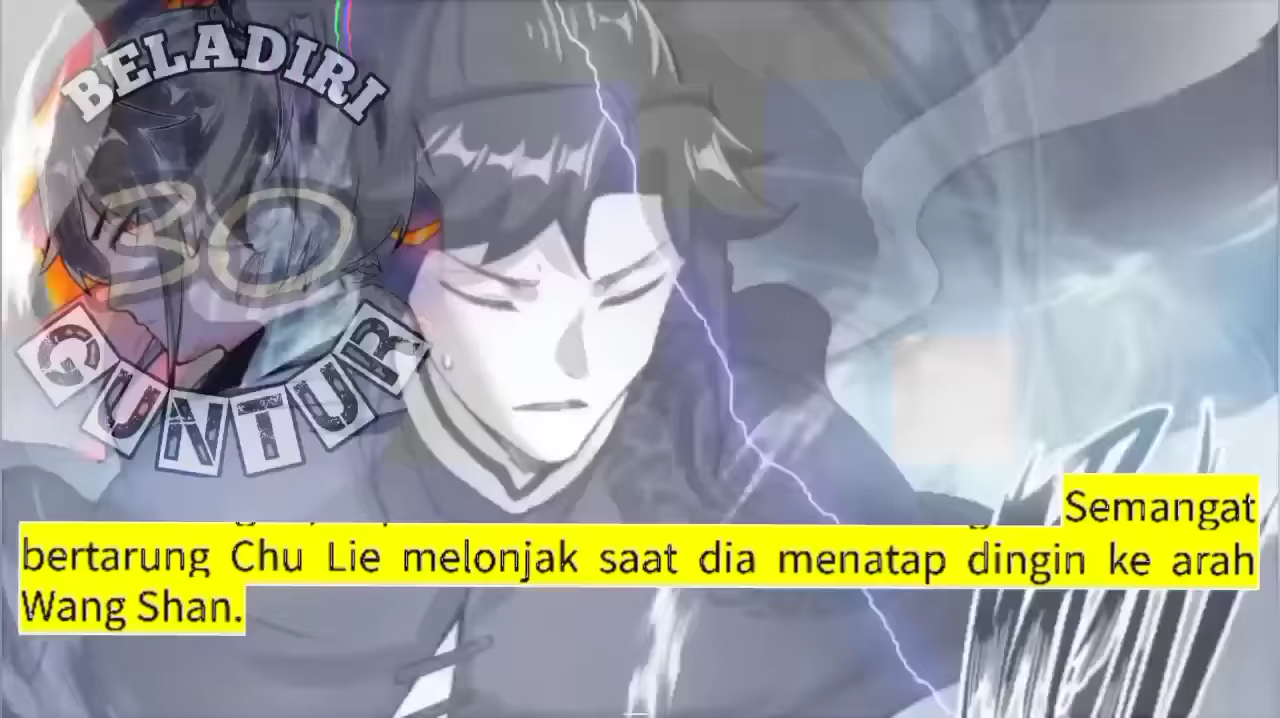 BELADIRI
30
GUNTUR
Semangat
bertarung Chu Lie melonjak saat dia menatap dingin ke arah
Wang Shan.